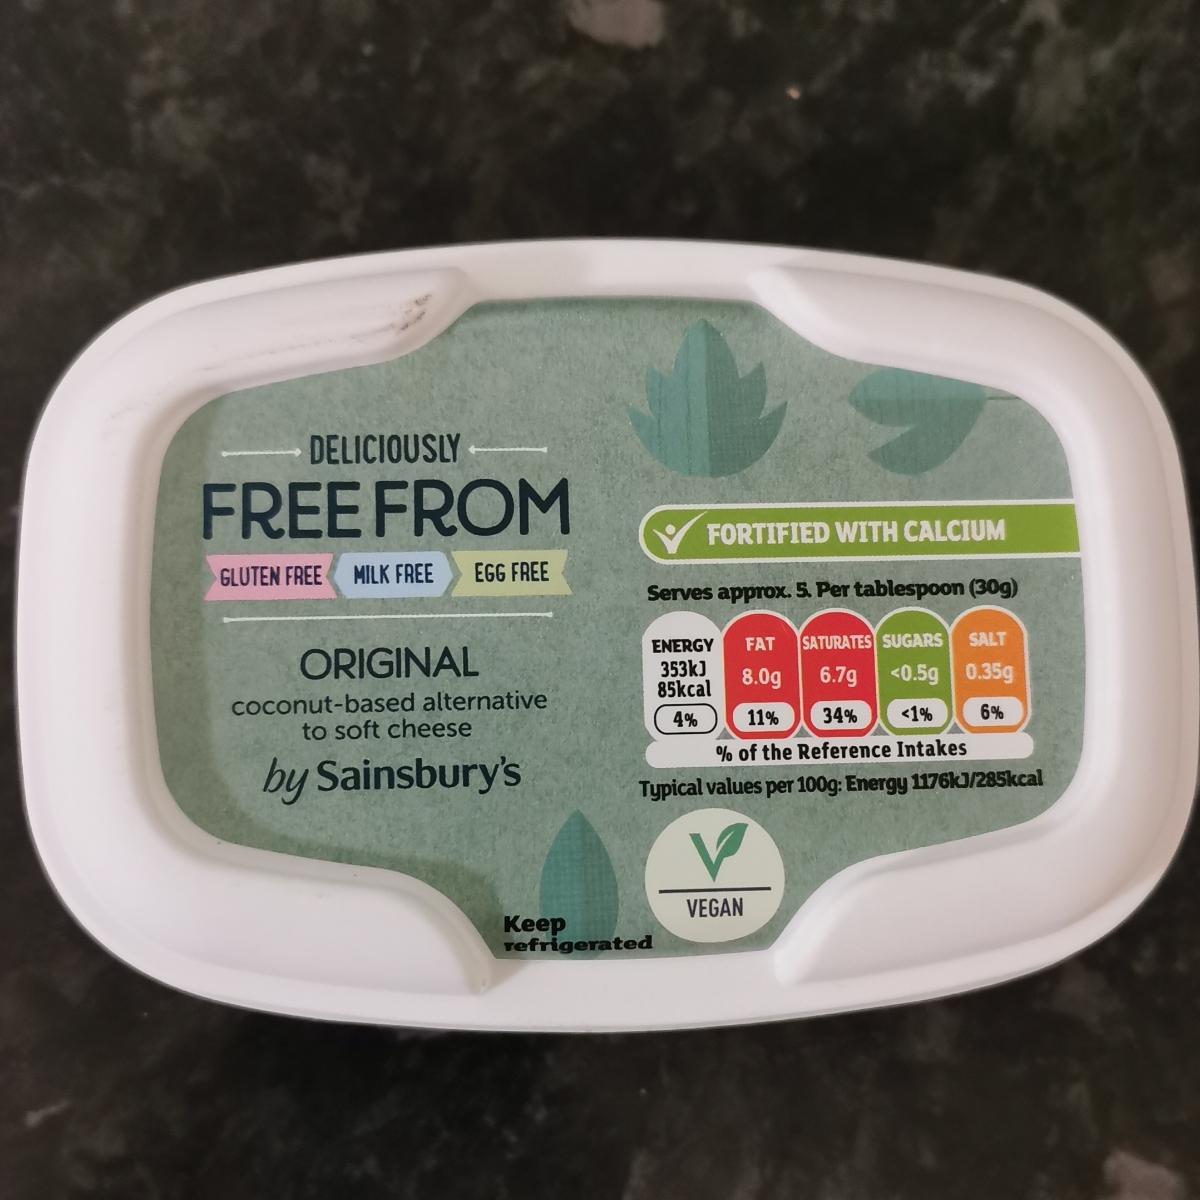 DELICIOUSLY
FREE FROM
GLUTEN FREE MILK FREE EGG FREE
ORIGINAL
coconut-based alternative
to soft cheese
by Sainsbury's
FORTIFIED WITH CALCIUM
Serves approx. 5. Per tablespoon (30g)
ENERGY FAT SATURATES SUGARS SALT
353kJ 8.0g 6.7g <0.5g 0.35g
85kcal
4% 11% 34% <1% 6%
% of the Reference Intakes
Typical values per 100g: Energy 1176kJ/285kcal
VEGAN
Keep
refrigerated